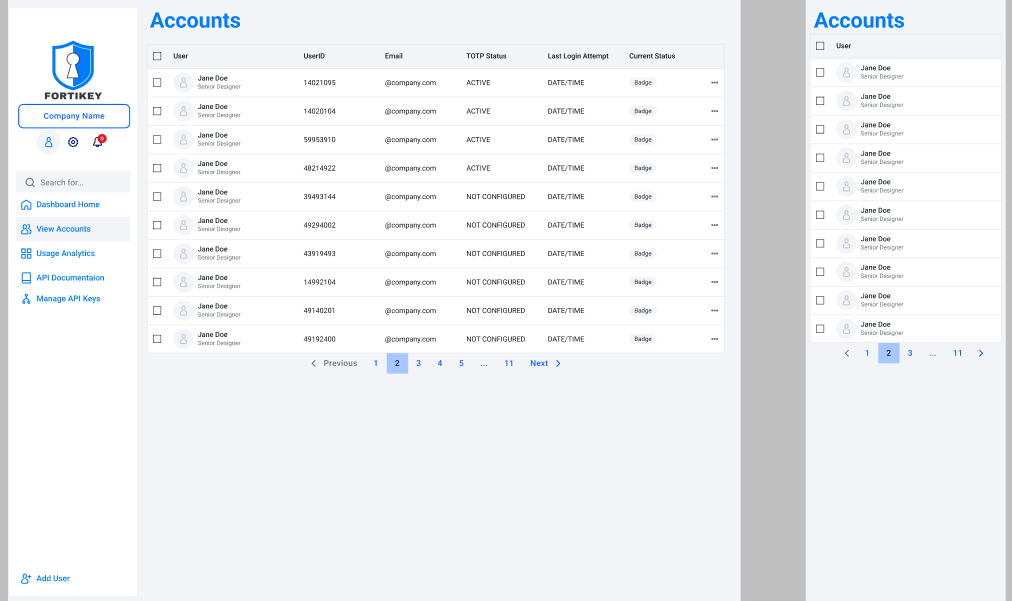 FORTIKEY
Company Name
9
Search for...
Dashboard Home
View Accounts
Usage Analytics
API Documentaion
Manage API Keys
Add User
Accounts
User UserID Email TOTP Status Last Login Attempt Current Status
Jane Doe
Senior Designer
14021095 @company.com ACTIVE DATE/TIME Badge
Jane Doe
Senior Designer
14020104 @company.com ACTIVE DATE/TIME Badge
Jane Doe
Senior Designer
59953910 @company.com ACTIVE DATE/TIME Badge
Jane Doe
Senior Designer
48214922 @company.com ACTIVE DATE/TIME Badge
Jane Doe
Senior Designer
39493144 @company.com NOT CONFIGURED DATE/TIME Badge
Jane Doe
Senior Designer
49294002 @company.com NOT CONFIGURED DATE/TIME Badge
Jane Doe
Senior Designer
43919493 @company.com NOT CONFIGURED DATE/TIME Badge
Jane Doe
Senior Designer
14992104 @company.com NOT CONFIGURED DATE/TIME Badge
Jane Doe
Senior Designer
49140201 @company.com NOT CONFIGURED DATE/TIME Badge
Jane Doe
Senior Designer
49192400 @company.com NOT CONFIGURED DATE/TIME Badge
Previous 1 2 3 4 5 ... 11 Next
Accounts
User
Jane Doe
Senior Designer
Jane Doe
Senior Designer
Jane Doe
Senior Designer
Jane Doe
Senior Designer
Jane Doe
Senior Designer
Jane Doe
Senior Designer
Jane Doe
Senior Designer
Jane Doe
Senior Designer
Jane Doe
Senior Designer
Jane Doe
Senior Designer
1 2 3 ... 11